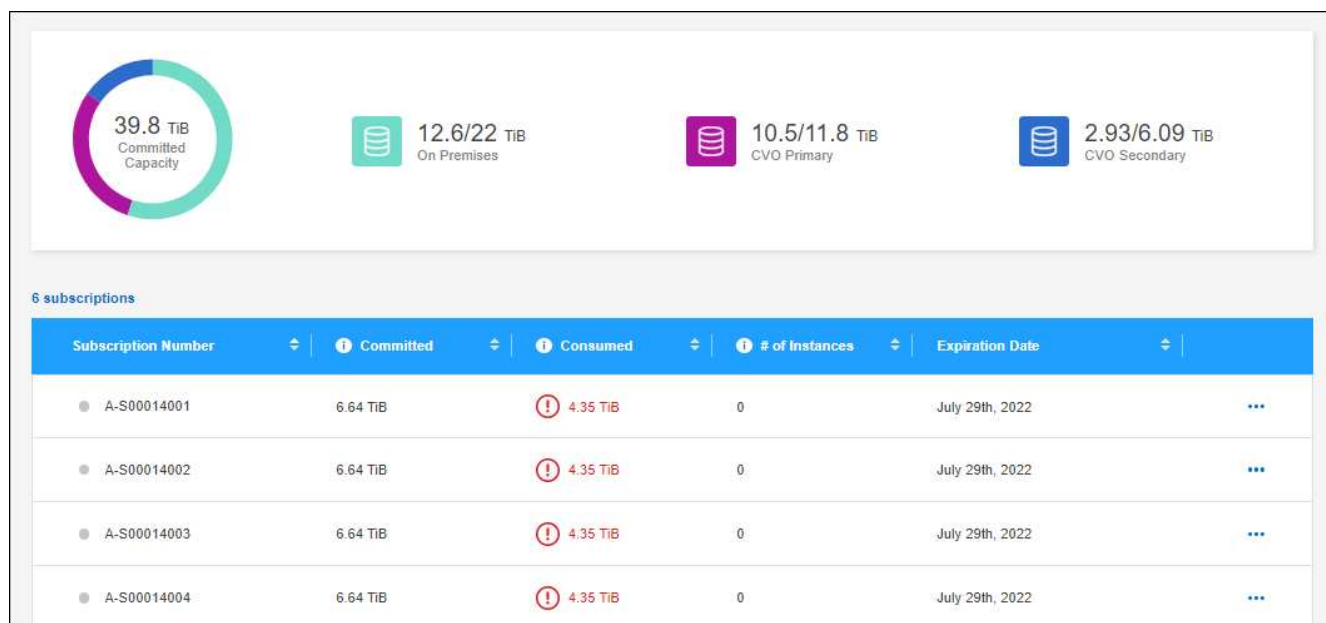 39.8 TiB
Committed
Capacity
12.6/22 TiB
On Premises
10.5/11.8 TiB
CVO Primary
2.93/6.09 TiB
CVO Secondary
6 subscriptions
Subscription Number Committed Consumed # of Instances Expiration Date
A-S00014001 6.64 TiB 4.35 TiB 0 July 29th, 2022
A-S00014002 6.64 TiB 4.35 TiB 0 July 29th, 2022
A-S00014003 6.64 TiB 4.35 TiB 0 July 29th, 2022
A-S00014004 6.64 TiB 4.35 TiB 0 July 29th, 2022